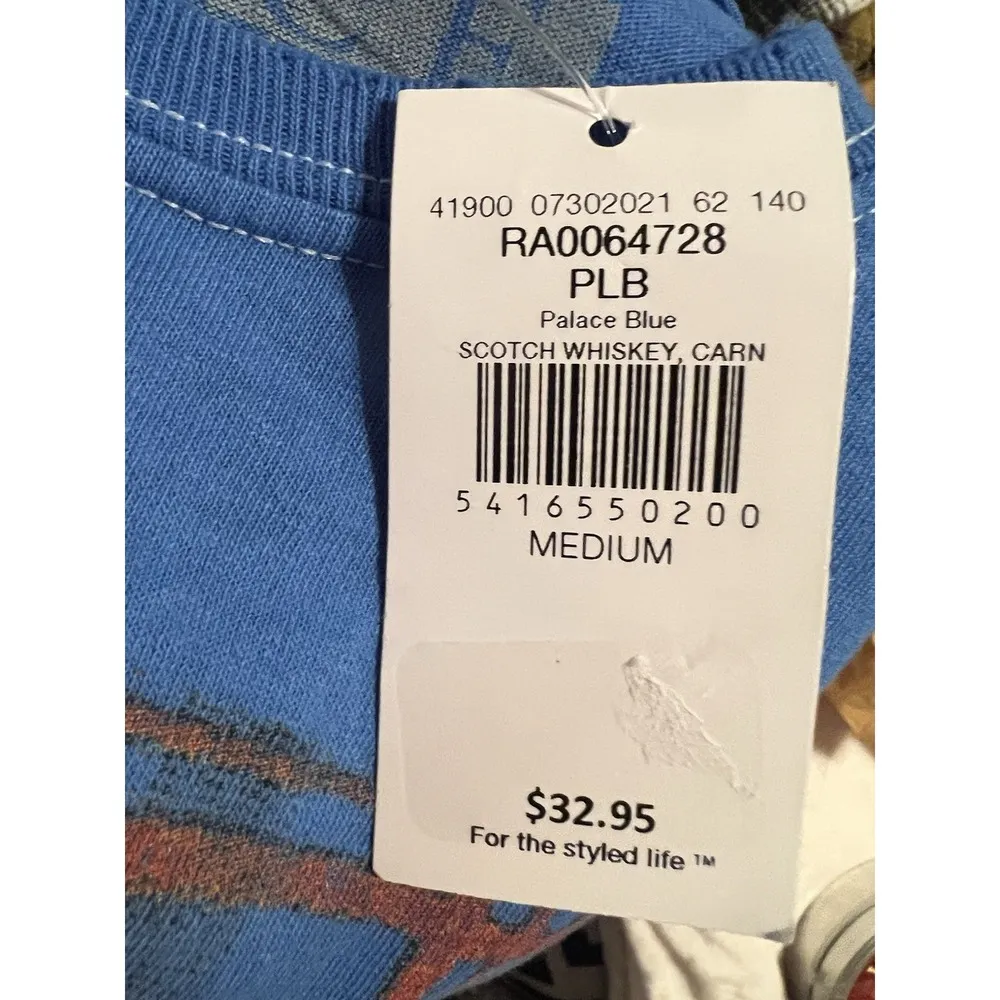 41900 07302021 62 140
RA0064728
PLB
Palace Blue
SCOTCH WHISKEY, CARN
5416550200
MEDIUM
$32.95
For the styled life ™